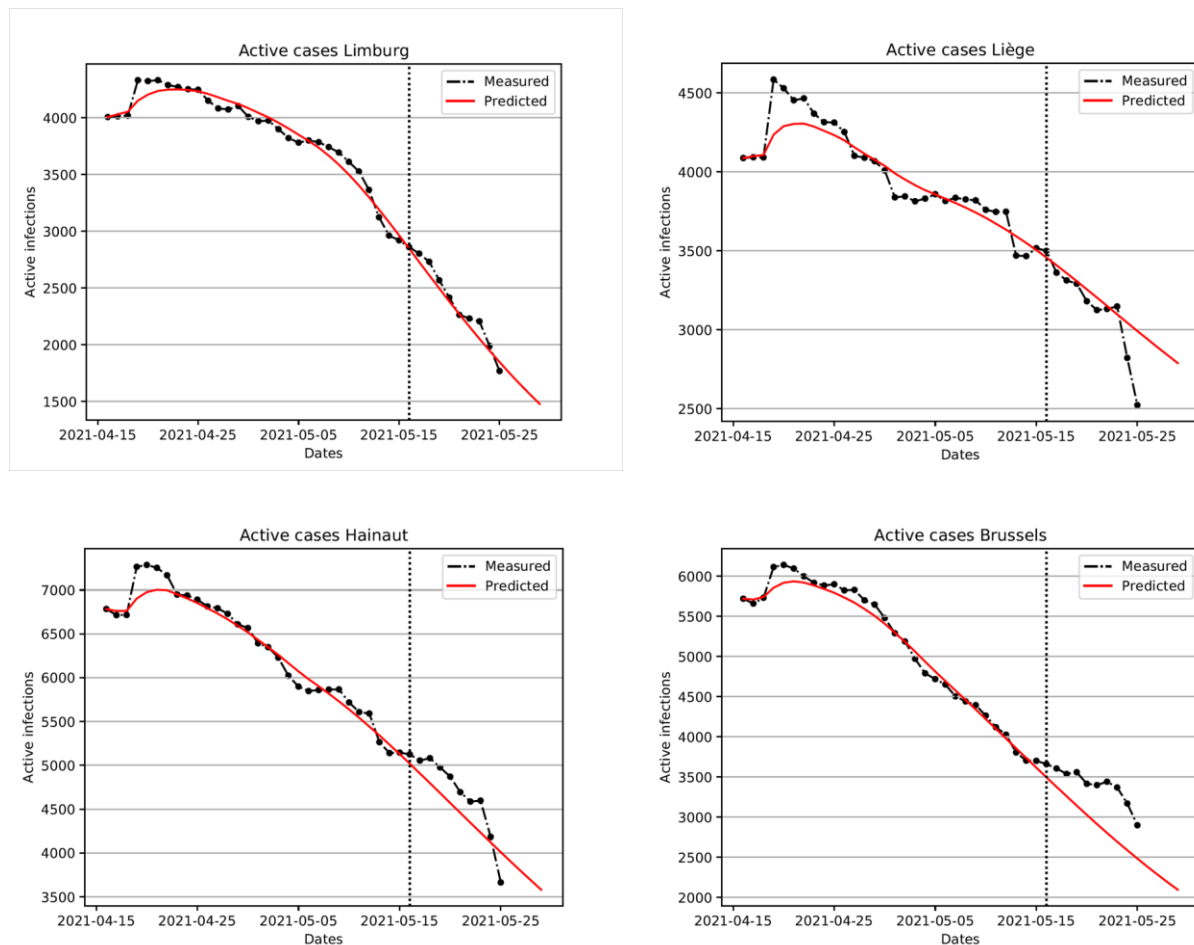 Active cases Limburg
Measured
Predicted
4000
3500
3000
2500
2000
1500
Active infections
2021-04-15 2021-04-25 2021-05-05 2021-05-15 2021-05-25
Dates
Active cases Liège
Measured
Predicted
4500
4000
3500
3000
2500
Active infections
2021-04-15 2021-04-25 2021-05-05 2021-05-15 2021-05-25
Dates
Active cases Hainaut
Measured
Predicted
7000
6500
6000
5500
5000
4500
4000
3500
Active infections
2021-04-15 2021-04-25 2021-05-05 2021-05-15 2021-05-25
Dates
Active cases Brussels
Measured
Predicted
6000
5500
5000
4500
4000
3500
3000
2500
2000
Active infections
2021-04-15 2021-04-25 2021-05-05 2021-05-15 2021-05-25
Dates